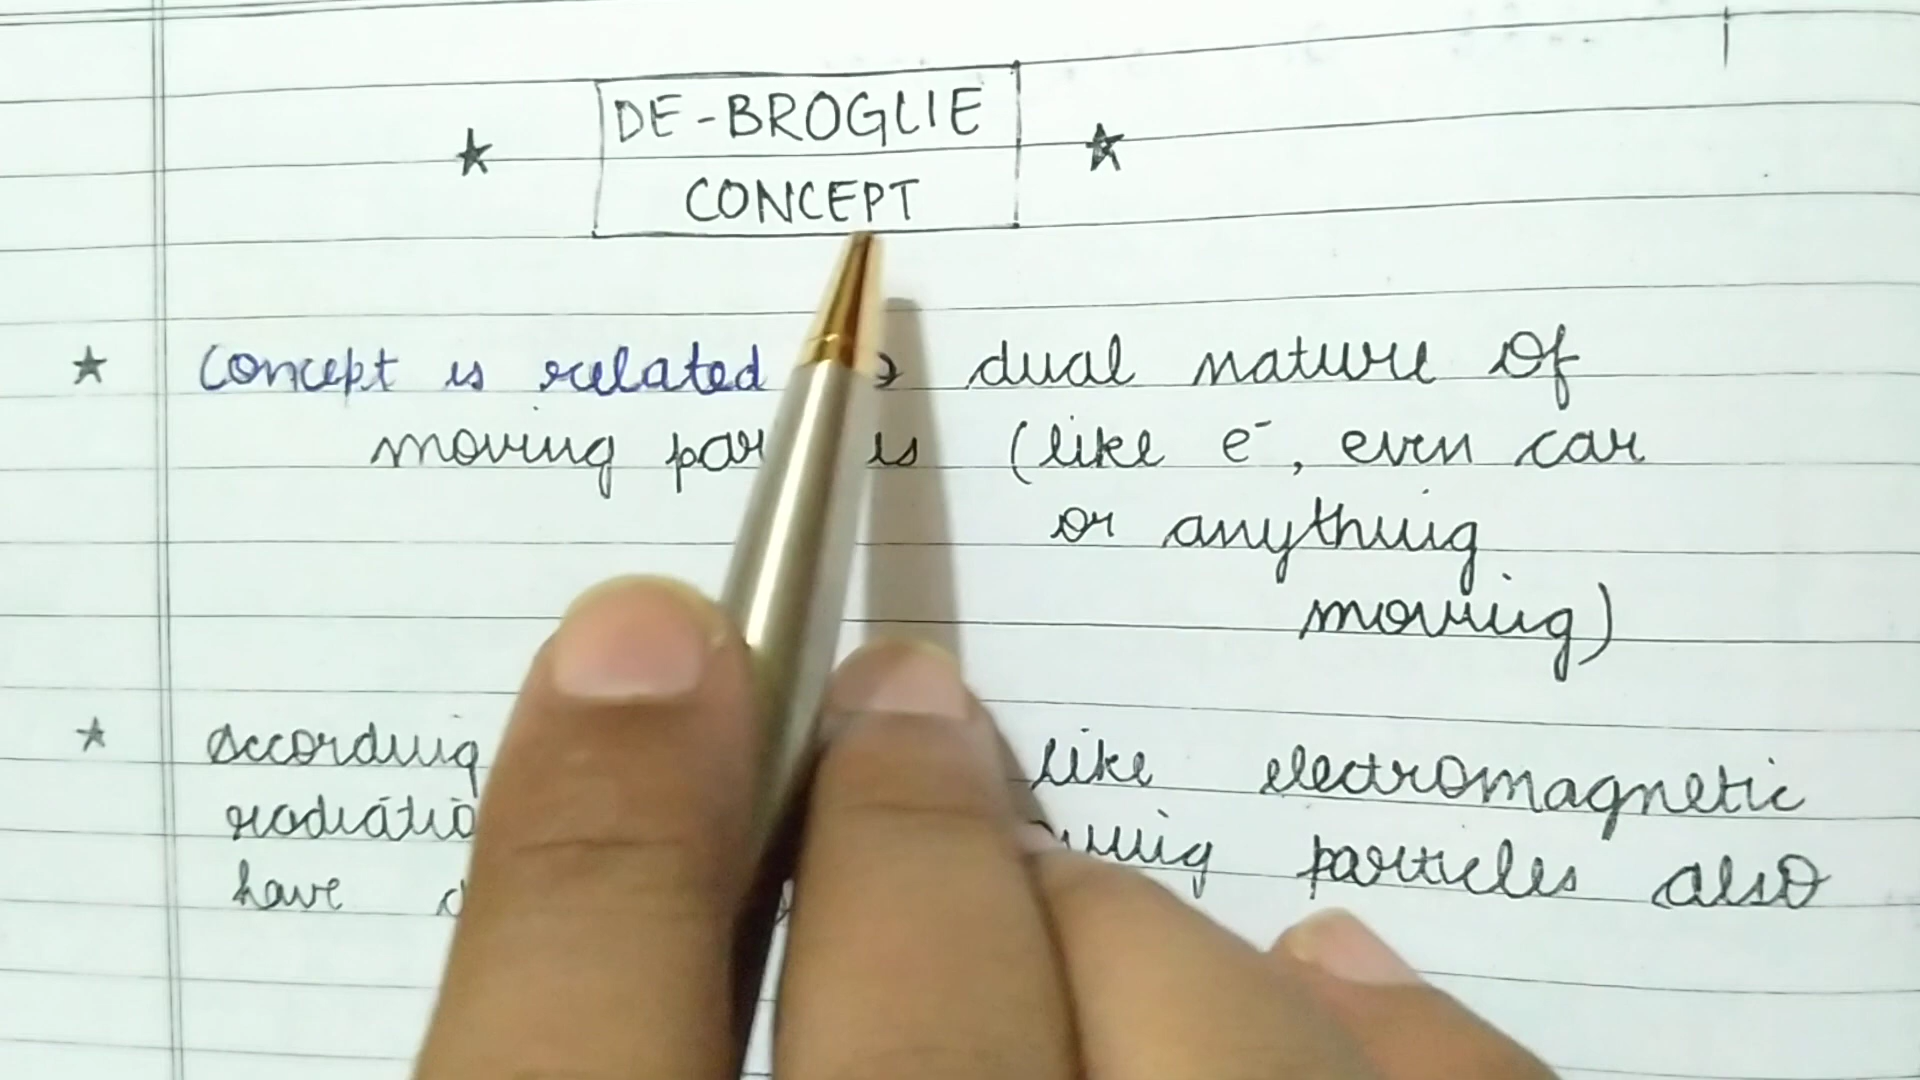 DE-BROGLIE
CONCEPT
Concept is related dual nature of
moving (like e⁻, even car
or anything
moving)
According like electromagnetic
have particles also